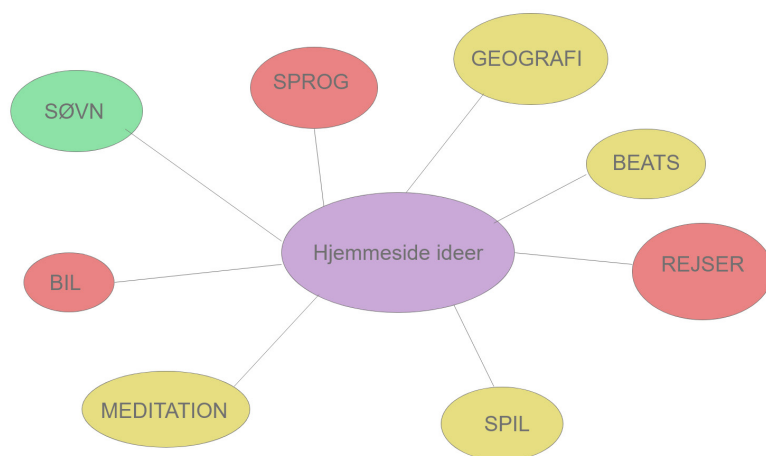 GEOGRAFI
SPROG
SØVN
BEATS
Hjemmeside ideer
REJSER
BIL
MEDITATION
SPIL